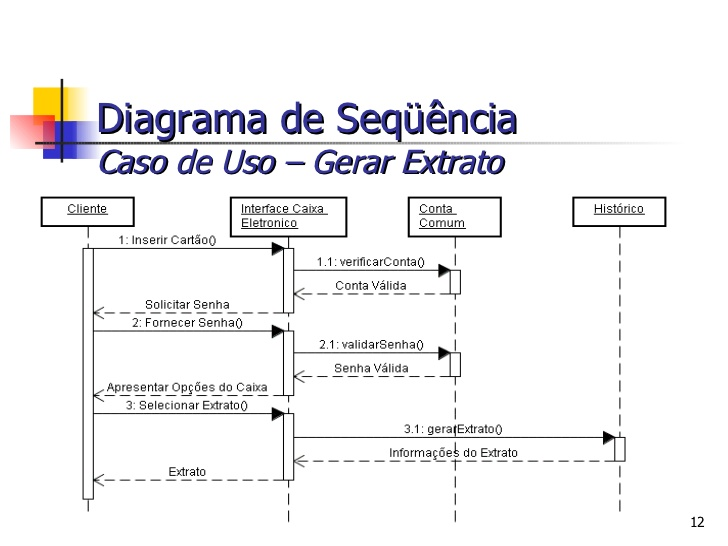 Diagrama de Seqüência
Caso de Uso – Gerar Extrato
Cliente
Interface Caixa
Eletronico
Conta
Comum
Histórico
1: Inserir Cartão()
1.1: verificarConta()
Conta Válida
Solicitar Senha
2: Fornecer Senha()
2.1: validarSenha()
Senha Válida
Apresentar Opções do Caixa
3: Selecionar Extrato()
3.1: gerarExtrato()
Informações do Extrato
Extrato
12